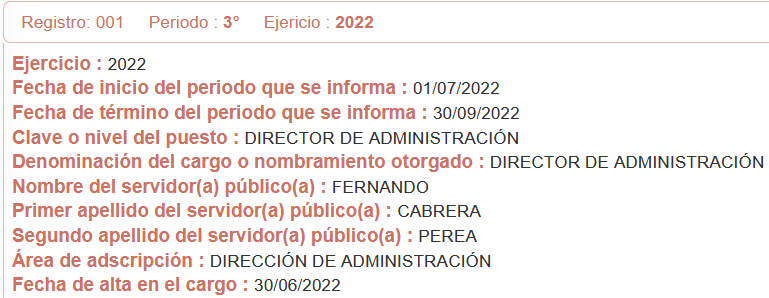 Registro: 001 Periodo : 3° Ejericio : 2022
Ejercicio : 2022
Fecha de inicio del periodo que se informa : 01/07/2022
Fecha de término del periodo que se informa : 30/09/2022
Clave o nivel del puesto : DIRECTOR DE ADMINISTRACIÓN
Denominación del cargo o nombramiento otorgado : DIRECTOR DE ADMINISTRACIÓN
Nombre del servidor(a) público(a) : FERNANDO
Primer apellido del servidor(a) público(a) : CABRERA
Segundo apellido del servidor(a) público(a) : PEREA
Área de adscripción : DIRECCIÓN DE ADMINISTRACIÓN
Fecha de alta en el cargo : 30/06/2022